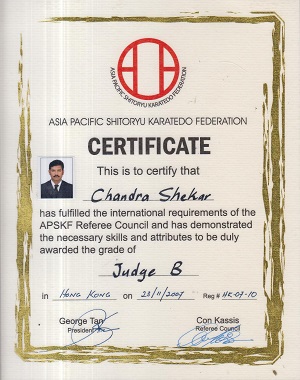 ASIA PACIFIC SHITORYU KARATEDO FEDERATION
ASIA PACIFIC SHITORYU KARATEDO FEDERATION
CERTIFICATE
This is to certify that
Chandra Shekar
has fulfilled the international requirements of the
APSKF Referee Council and has demonstrated
the necessary skills and attributes to be duly
awarded the grade of
Judge B
in Hong Kong on 23/11/2007 Reg # HK-07-10
George Tan Con Kassis
President Referee Council